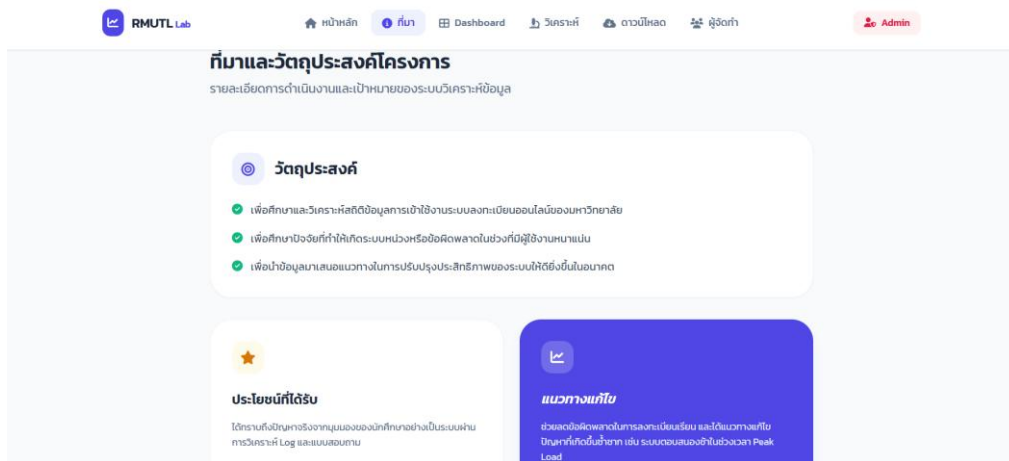 RMUTL Lab
หน้าหลัก
ที่มา
Dashboard
วิเคราะห์
ดาวน์โหลด
ผู้จัดทำ
Admin
ที่มาและวัตถุประสงค์โครงการ
รายละเอียดการดำเนินงานและเป้าหมายของระบบวิเคราะห์ข้อมูล
วัตถุประสงค์
เพื่อศึกษาและวิเคราะห์สถิติข้อมูลการเข้าใช้งานระบบลงทะเบียนออนไลน์ของมหาวิทยาลัย
เพื่อศึกษาปัจจัยที่ทำให้เกิดระบบหน่วงหรือข้อผิดพลาดในช่วงที่มีผู้ใช้งานหนาแน่น
เพื่อนำข้อมูลมาเสนอแนวทางในการปรับปรุงประสิทธิภาพของระบบให้ดียิ่งขึ้นในอนาคต
ประโยชน์ที่ได้รับ
ได้ทราบถึงปัญหาจริงจากมุมมองของนักศึกษาอย่างเป็นระบบผ่าน
การวิเคราะห์ Log และแบบสอบถาม
แนวทางแก้ไข
ช่วยลดข้อผิดพลาดในการลงทะเบียนเรียน และได้แนวทางแก้ไข
ปัญหาที่เกิดขึ้นซ้ำซาก เช่น ระบบตอบสนองช้าในช่วงเวลา Peak
Load